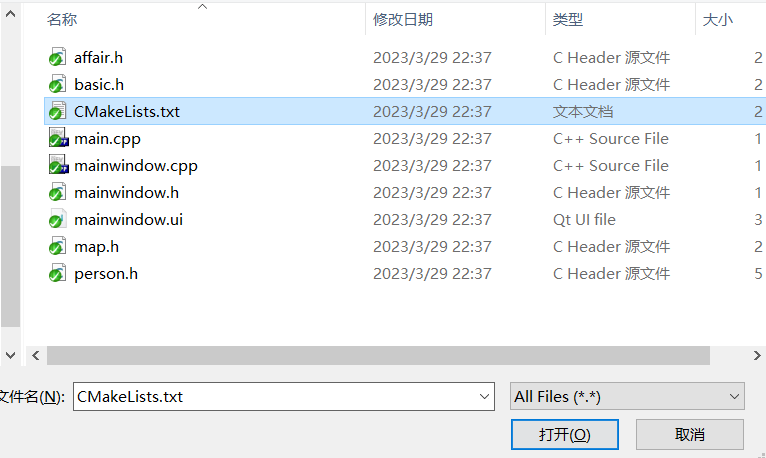 名称 修改日期 类型 大小
affair.h 2023/3/29 22:37 C Header 源文件 2
basic.h 2023/3/29 22:37 C Header 源文件 2
CMakeLists.txt 2023/3/29 22:37 文本文档 2
main.cpp 2023/3/29 22:37 C++ Source File 1
mainwindow.cpp 2023/3/29 22:37 C++ Source File 1
mainwindow.h 2023/3/29 22:37 C Header 源文件 1
mainwindow.ui 2023/3/29 22:37 Qt UI file 3
map.h 2023/3/29 22:37 C Header 源文件 2
person.h 2023/3/29 22:37 C Header 源文件 5
文件名(N): CMakeLists.txt All Files (*.*)
打开(O) 取消